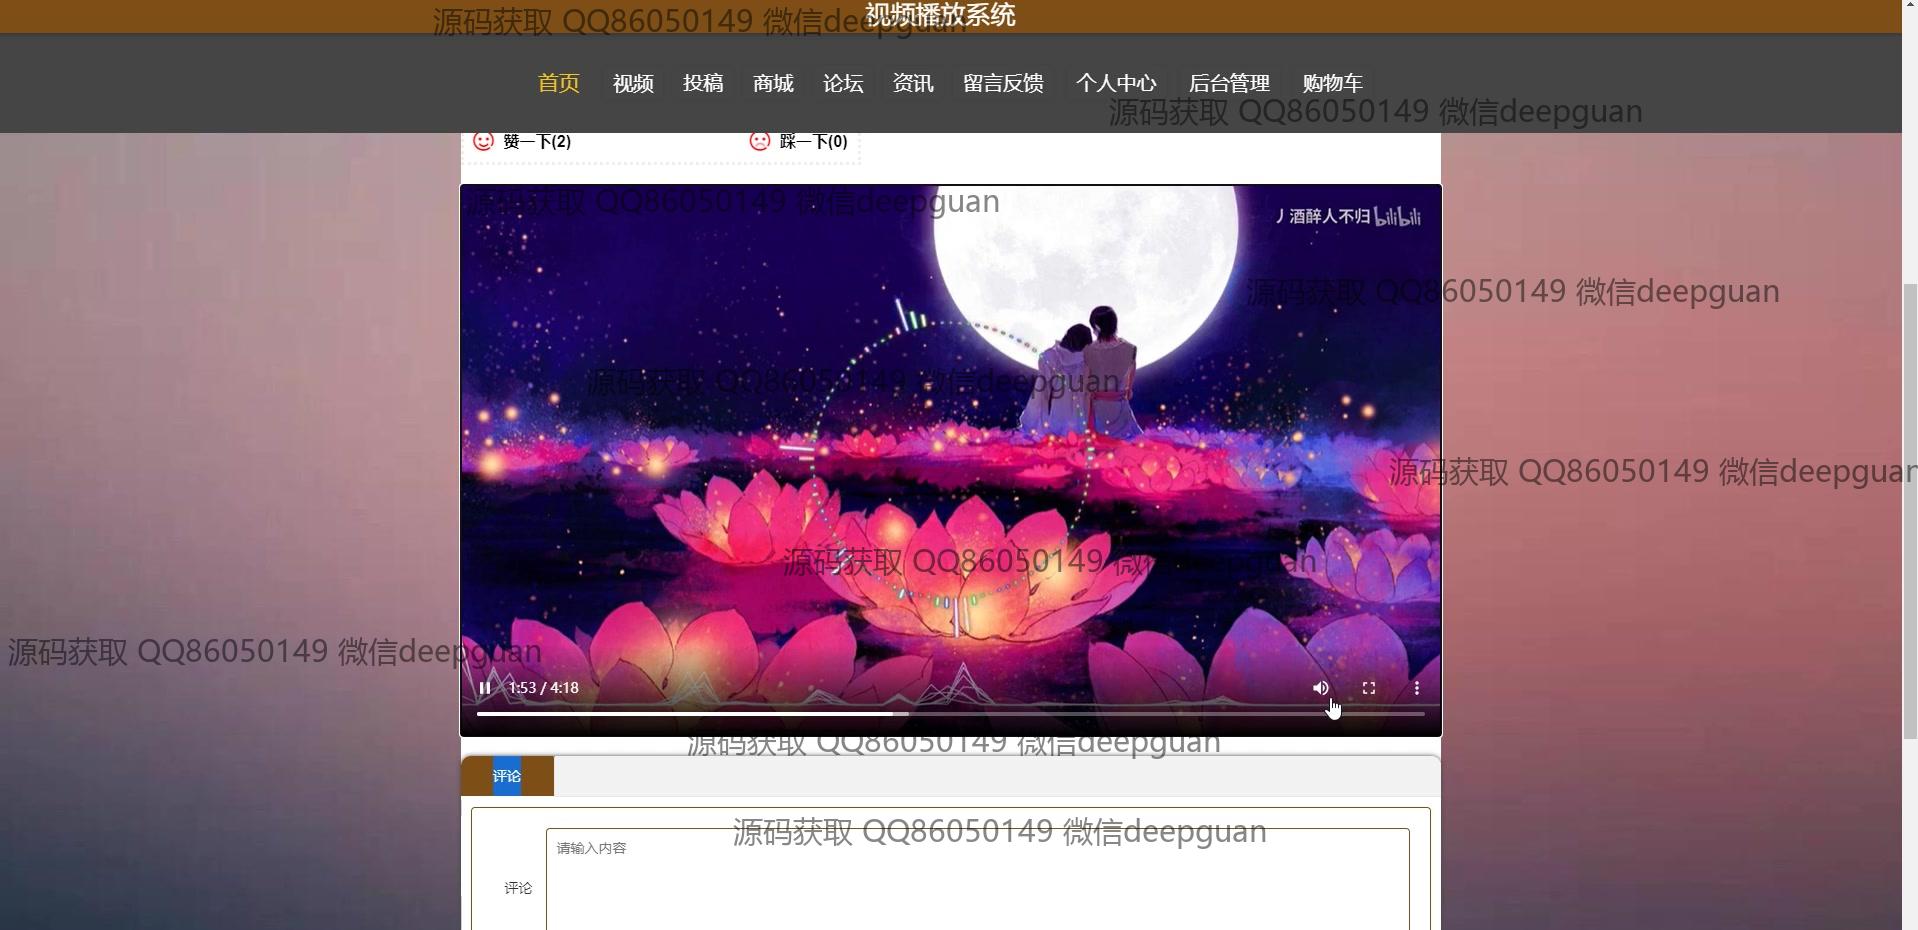 视频播放系统
源码获取 QQ86050149 微信deepguan
首页 视频 投稿 商城 论坛 资讯 留言反馈 个人中心 后台管理 购物车
源码获取 QQ86050149 微信deepguan
赞一下(2) 踩一下(0)
源码获取 QQ86050149 微信deepguan
丿酒醉人不归 bilibili
源码获取 QQ86050149 微信deepguan
源码获取 QQ86050149 微信deepguan
源码获取 QQ86050149 微信deepguan
源码获取 QQ86050149 微信deepguan
源码获取 QQ86050149 微信deepguan
1:53 / 4:18
源码获取 QQ86050149 微信deepguan
评论
源码获取 QQ86050149 微信deepguan
请输入内容
评论